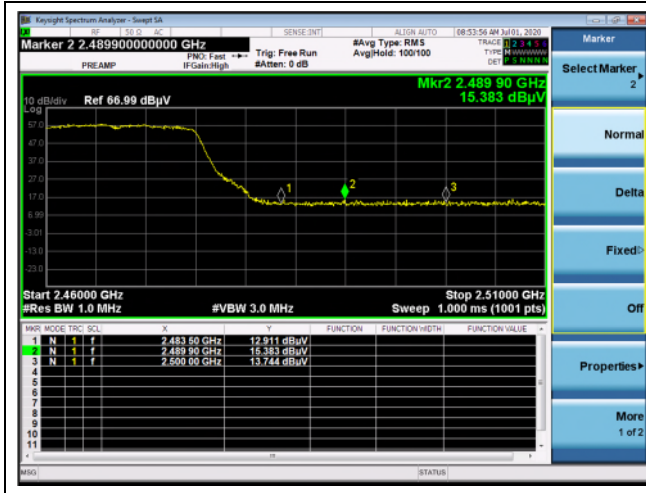 Keysight Spectrum Analyzer - Swept SA
RF 50 Ω AC SENSE:INT ALIGN AUTO 08:53:56 AM Jul 01, 2020
Marker 2 2.489900000000 GHz
PREAMP
PNO: Fast
IFGain:High
Trig: Free Run
#Atten: 0 dB
#Avg Type: RMS
Avg|Hold: 100/100
TRACE 1 2 3 4 5 6
TYPE M WWWWW
DET P S N N N N
Mkr2 2.489 90 GHz
15.383 dBµV
10 dB/div Ref 66.99 dBµV
Log
57.0
47.0
37.0
27.0
17.0
6.99
-3.01
-13.0
-23.0
1
2
3
Start 2.46000 GHz Stop 2.51000 GHz
#Res BW 1.0 MHz #VBW 3.0 MHz Sweep 1.000 ms (1001 pts)
MKR MODE TRC SCL X Y FUNCTION FUNCTION WIDTH FUNCTION VALUE
1 N 1 f 2.483 50 GHz 12.911 dBµV
2 N 1 f 2.489 90 GHz 15.383 dBµV
3 N 1 f 2.500 00 GHz 13.744 dBµV
4
5
6
7
8
9
10
11
MSG STATUS
Marker
Select Marker
2
Normal
Delta
Fixed
Off
Properties
More
1 of 2